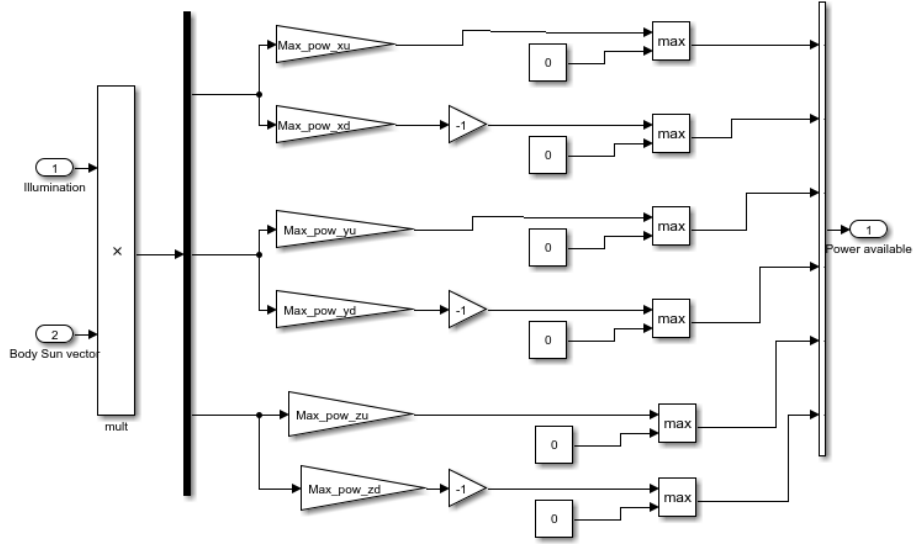 Max_pow_xu
0
max
Max_pow_xd
-1
0
max
1
Illumination
×
Max_pow_yu
0
max
1
Power available
Max_pow_yd
-1
0
max
2
Body Sun vector
mult
Max_pow_zu
0
max
Max_pow_zd
-1
0
max